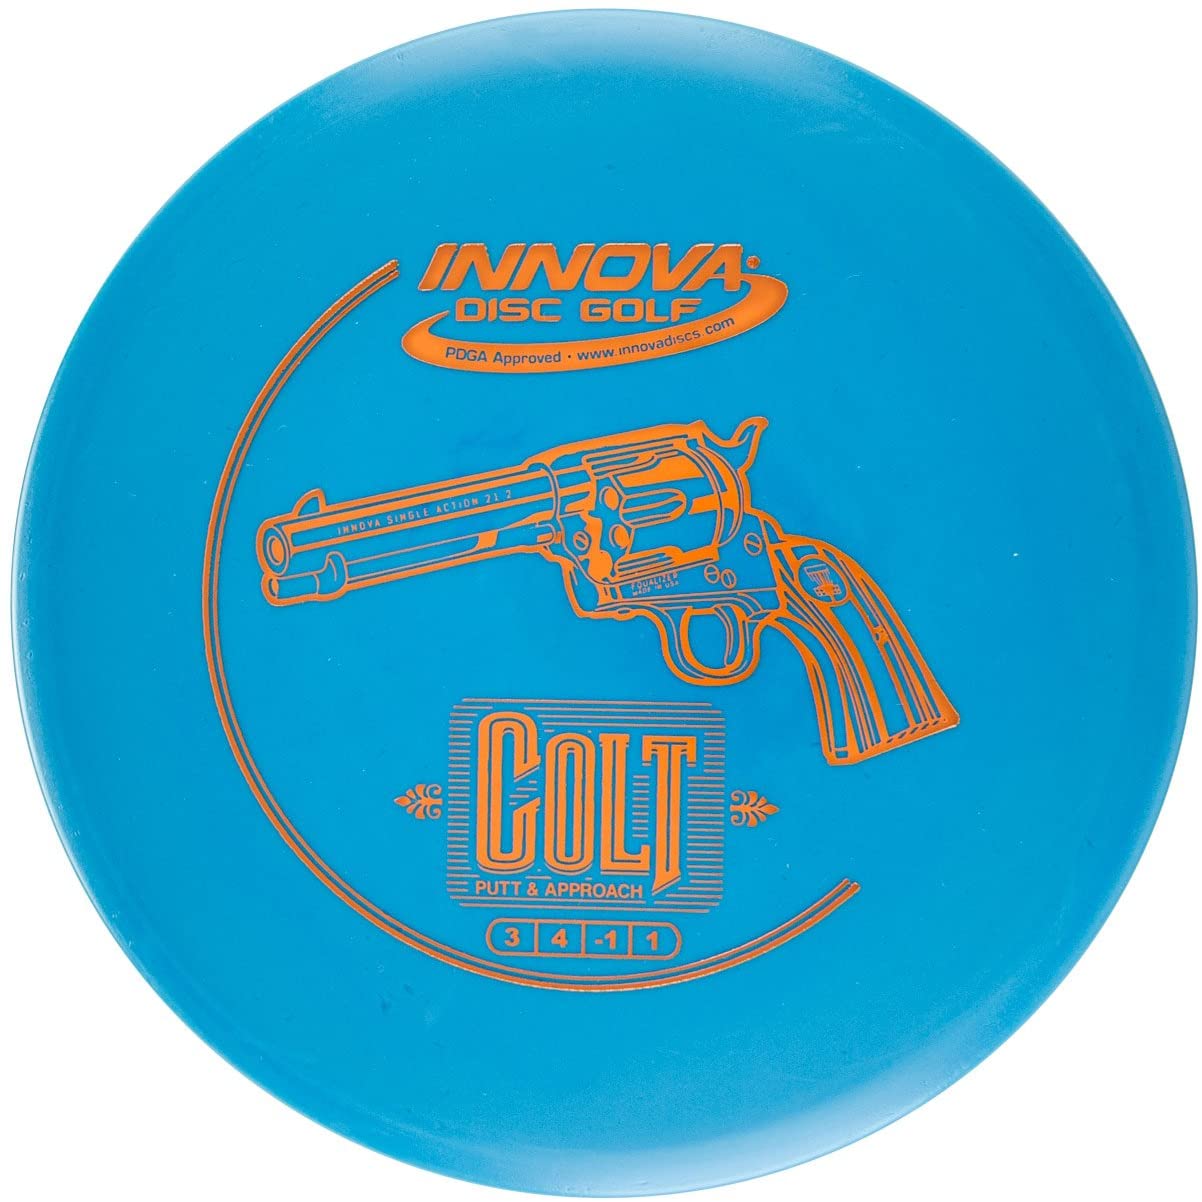 INNOVA®
DISC GOLF
PDGA Approved • www.innovadiscs.com
INNOVA SINGLE ACTION 21 2
EQUALIZER
MADE IN USA
COLT
PUTT & APPROACH
3 4 -1 1